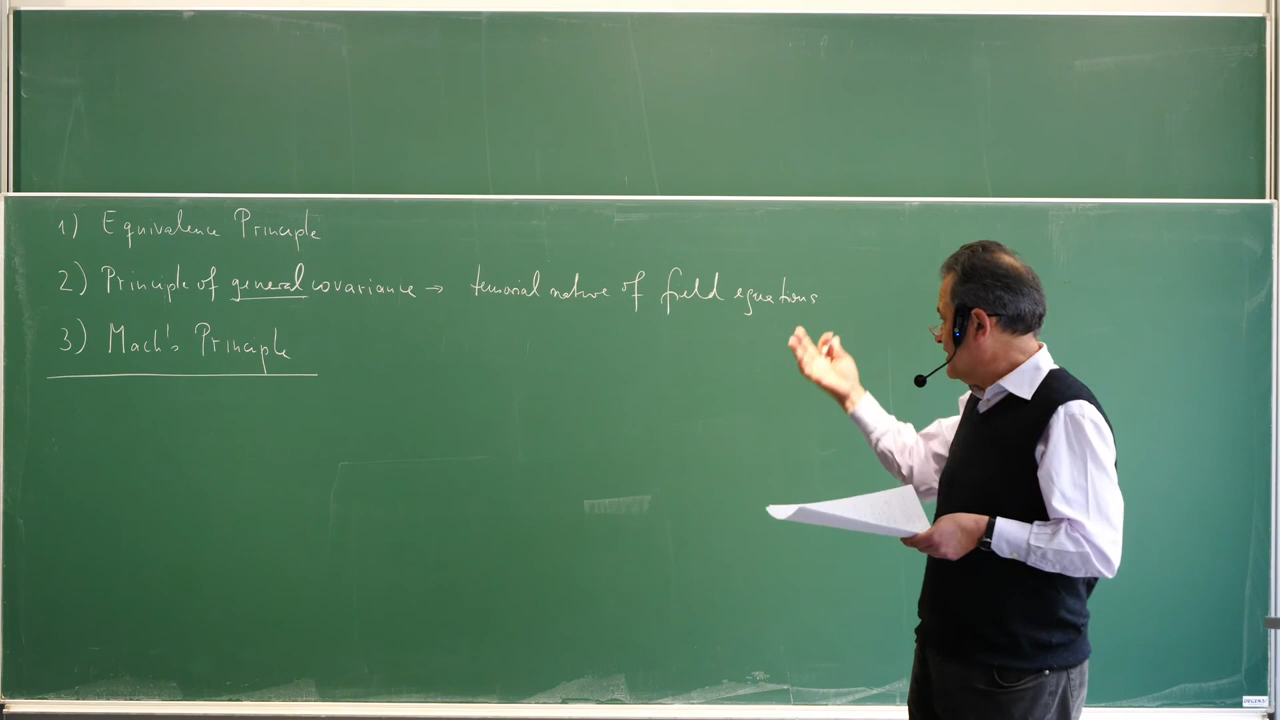 1) Equivalence Principle
2) Principle of general covariance → tensorial nature of field equations
3) Mach's Principle